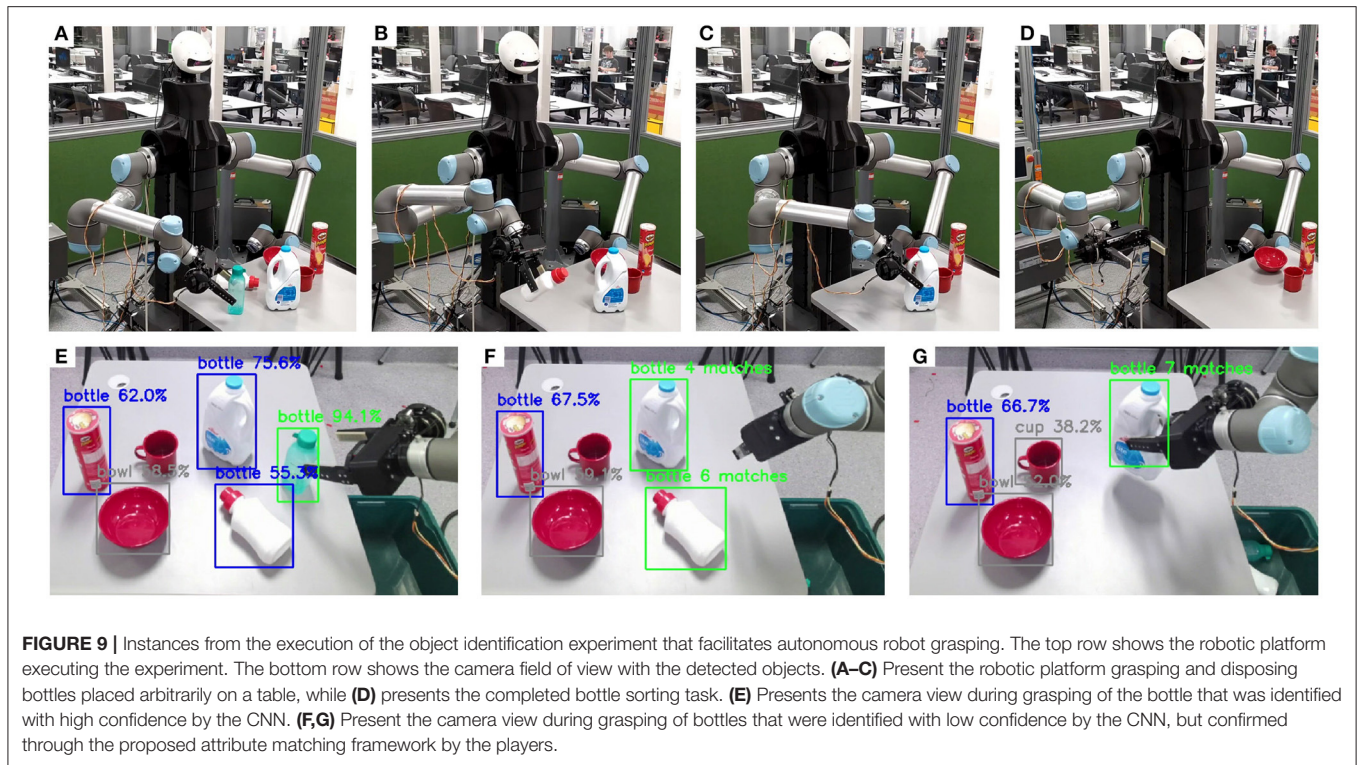 A
B
C
D
E
bottle 75.6%
bottle 62.0%
bottle 94.1%
bottle 55.3%
bowl 58.5%
F
bottle 4 matches
bottle 67.5%
bottle 6 matches
bowl 59.1%
G
bottle 7 matches
bottle 66.7%
cup 38.2%
FIGURE 9 | Instances from the execution of the object identification experiment that facilitates autonomous robot grasping. The top row shows the robotic platform
executing the experiment. The bottom row shows the camera field of view with the detected objects. (A–C) Present the robotic platform grasping and disposing
bottles placed arbitrarily on a table, while (D) presents the completed bottle sorting task. (E) Presents the camera view during grasping of the bottle that was identified
with high confidence by the CNN. (F,G) Present the camera view during grasping of bottles that were identified with low confidence by the CNN, but confirmed
through the proposed attribute matching framework by the players.